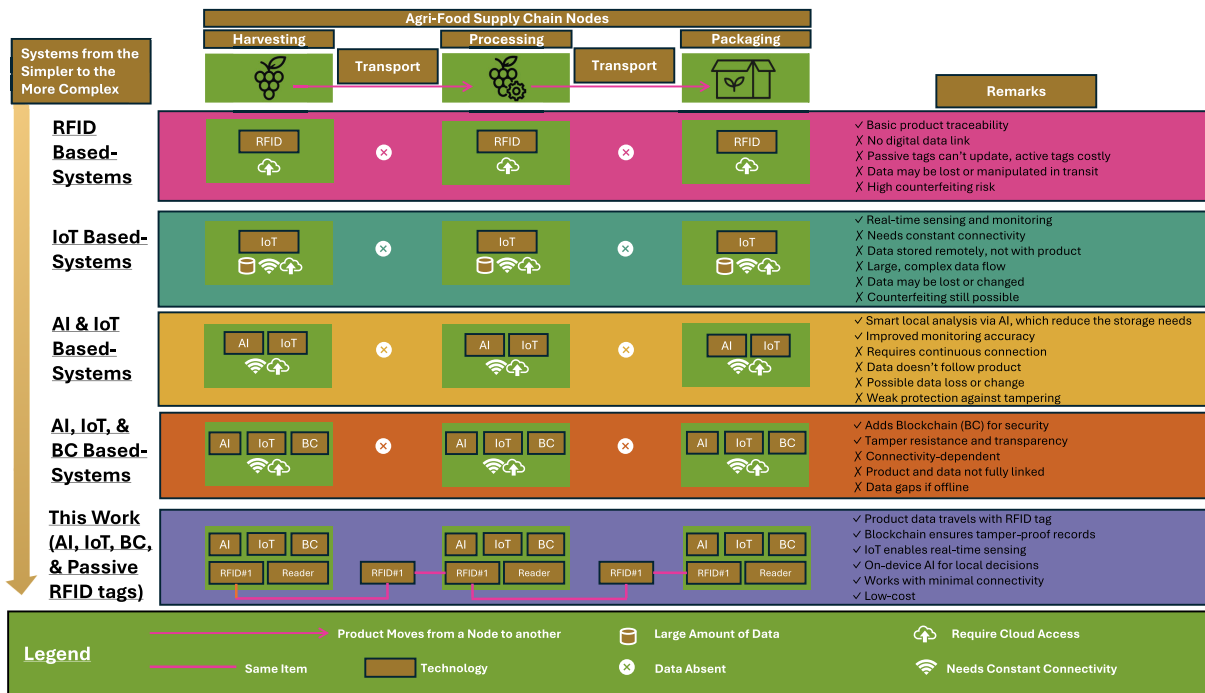 Agri-Food Supply Chain Nodes
Systems from the
Simpler to the
More Complex
Harvesting
Transport
Processing
Transport
Packaging
Remarks
RFID
Based-
Systems
RFID
RFID
RFID
✓ Basic product traceability
✗ No digital data link
✗ Passive tags can't update, active tags costly
✗ Data may be lost or manipulated in transit
✗ High counterfeiting risk
IoT Based-
Systems
IoT
IoT
IoT
✓ Real-time sensing and monitoring
✗ Needs constant connectivity
✗ Data stored remotely, not with product
✗ Large, complex data flow
✗ Data may be lost or changed
✗ Counterfeiting still possible
AI & IoT
Based-
Systems
AI IoT
AI IoT
AI IoT
✓ Smart local analysis via AI, which reduce the storage needs
✓ Improved monitoring accuracy
✗ Requires continuous connection
✗ Data doesn't follow product
✗ Possible data loss or change
✗ Weak protection against tampering
AI, IoT, &
BC Based-
Systems
AI IoT BC
AI IoT BC
AI IoT BC
✓ Adds Blockchain (BC) for security
✓ Tamper resistance and transparency
✗ Connectivity-dependent
✗ Product and data not fully linked
✗ Data gaps if offline
This Work
(AI, IoT, BC,
& Passive
RFID tags)
AI IoT BC
RFID#1 Reader
RFID#1
AI IoT BC
RFID#1 Reader
RFID#1
AI IoT BC
RFID#1 Reader
✓ Product data travels with RFID tag
✓ Blockchain ensures tamper-proof records
✓ IoT enables real-time sensing
✓ On-device AI for local decisions
✓ Works with minimal connectivity
✓ Low-cost
Legend
Product Moves from a Node to another
Large Amount of Data
Require Cloud Access
Same Item
Technology
Data Absent
Needs Constant Connectivity